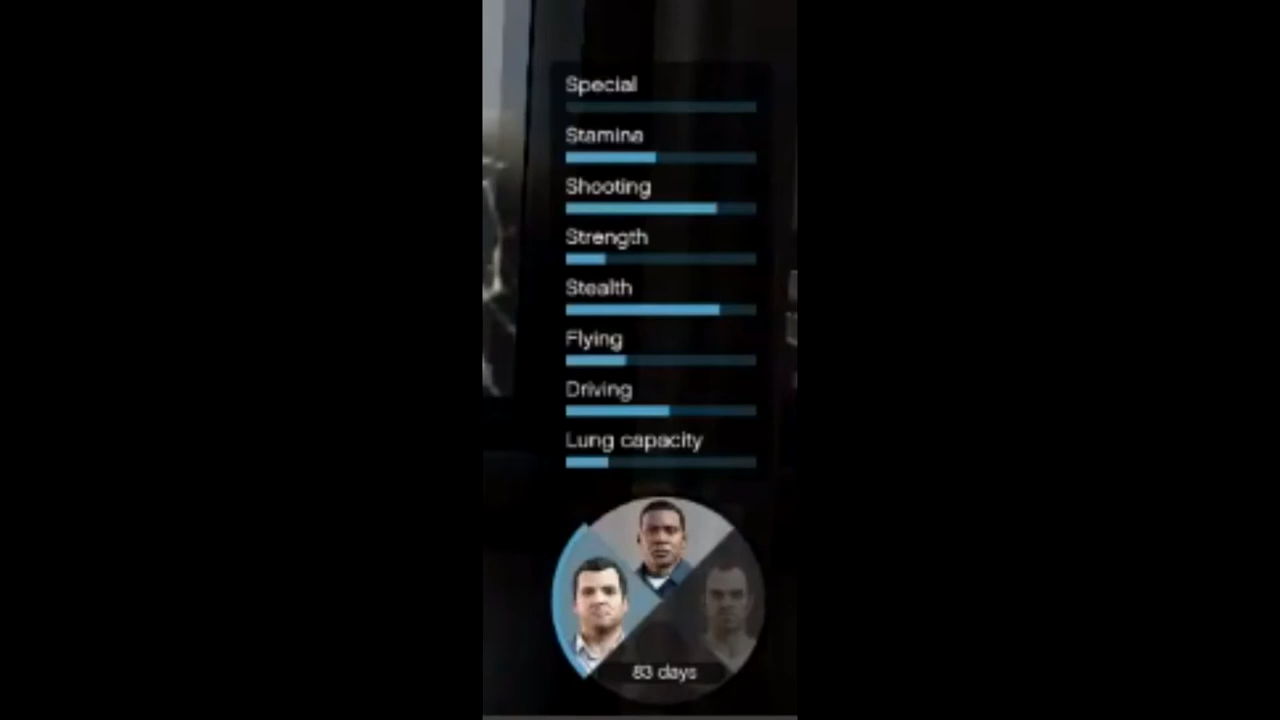 Special
Stamina
Shooting
Strength
Stealth
Flying
Driving
Lung capacity
83 days